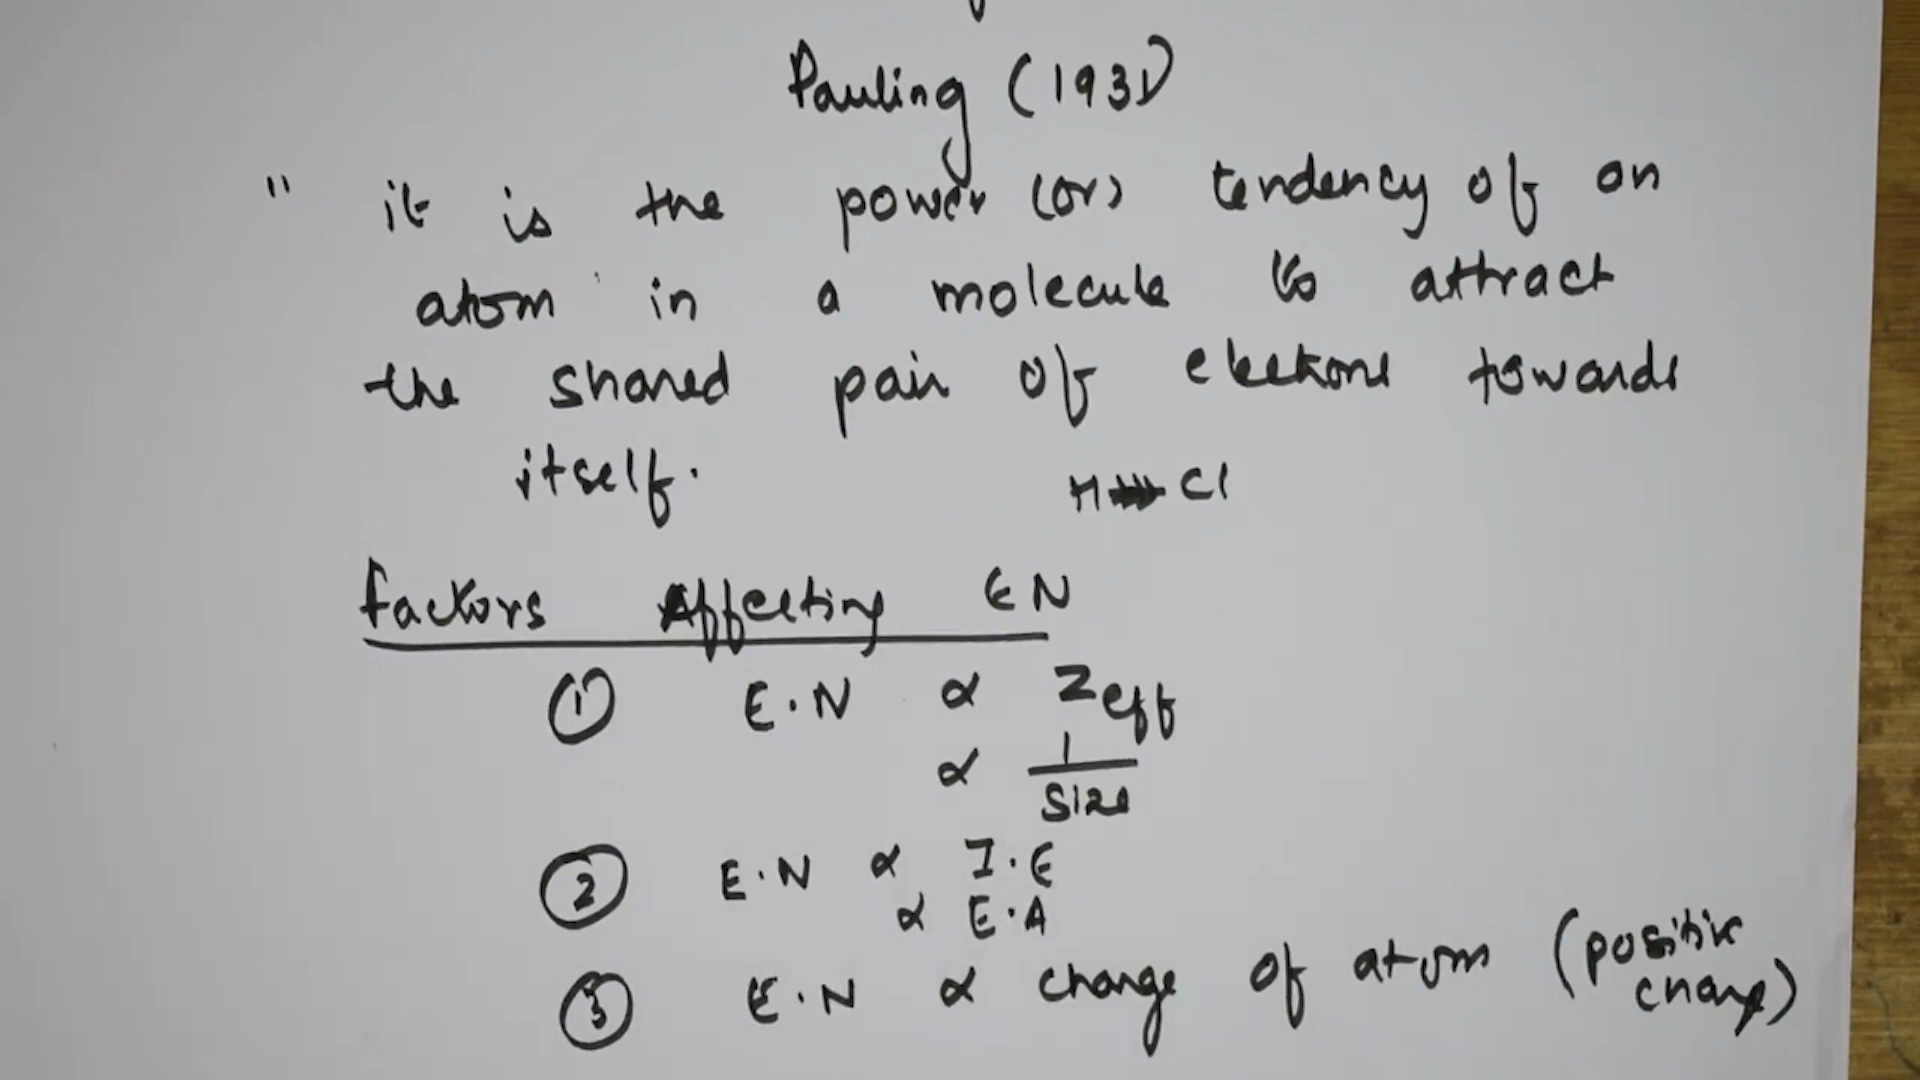 Pauling (1931)
" it is the power (or) tendency of an
atom in a molecule to attract
the shared pair of electrons towards
itself.
H Cl
Factors Affecting EN
① E.N α Zeff
α 1/Size
② E.N α I.E
α E.A
③ E.N α charge of atom (positive charge)